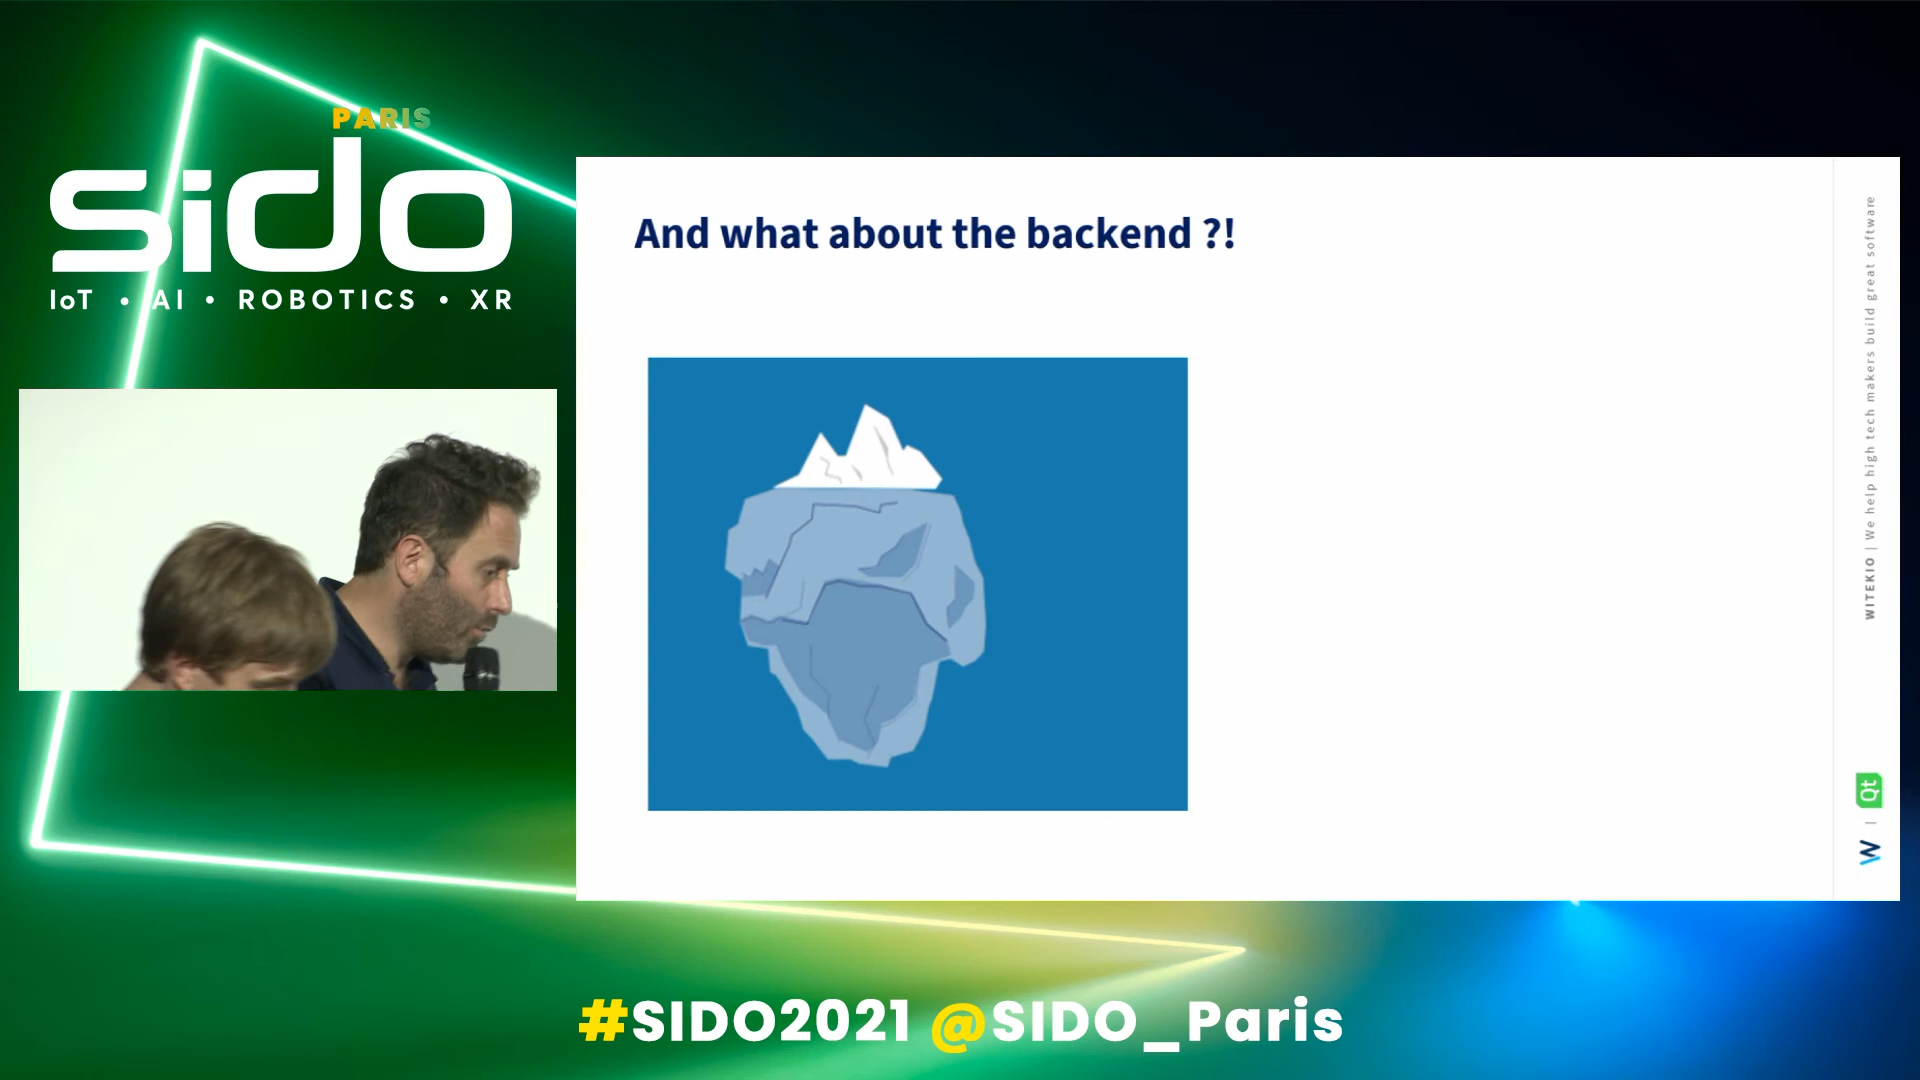 PARIS
sido
IoT • AI • ROBOTICS • XR
And what about the backend ?!
WITEKIO | We help high tech makers build great software
W | Qt
#SIDO2021 @SIDO_Paris